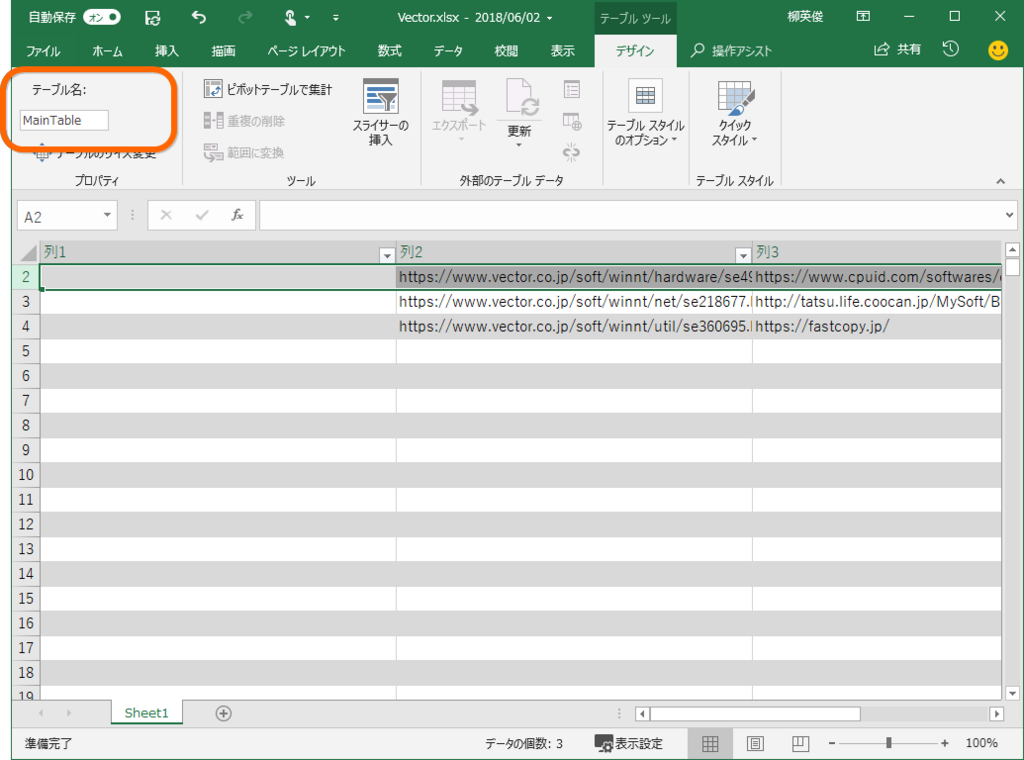 自動保存 オン Vector.xlsx - 2018/06/02 テーブル ツール 柳英俊
ファイル ホーム 挿入 描画 ページ レイアウト 数式 データ 校閲 表示 デザイン 操作アシスト 共有
テーブル名:
MainTable
テーブルのサイズ変更
プロパティ
ピボットテーブルで集計
重複の削除
範囲に変換
スライサーの
挿入
ツール
エクスポート
更新
外部のテーブル データ
テーブル スタイル
のオプション
クイック
スタイル
テーブル スタイル
A2 fx
列1 列2 列3
2 https://www.vector.co.jp/soft/winnt/hardware/se49 https://www.cpuid.com/softwares/
3 https://www.vector.co.jp/soft/winnt/net/se218677. http://tatsu.life.coocan.jp/MySoft/B
4 https://www.vector.co.jp/soft/winnt/util/se360695. https://fastcopy.jp/
5
6
7
8
9
10
11
12
13
14
15
16
17
18
19
Sheet1
準備完了 データの個数: 3 表示設定 - + 100%